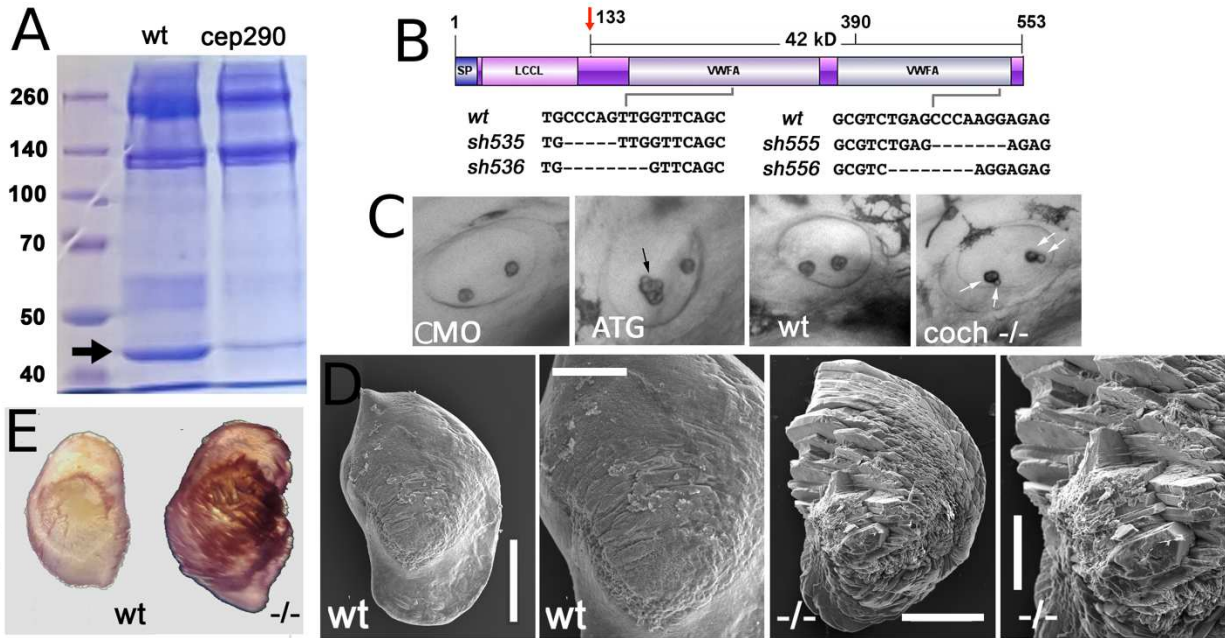 A
wt cep290
260
140
100
70
50
40
B
1 133 390 553
42 kD
SP LCCL VWFA VWFA
wt TGCCCAGTTGGTTCAGC
sh535 TG-----TTGGTTCAGC
sh536 TG--------GTTCAGC
wt GCGTCTGAGCCCAAGGAGAG
sh555 GCGTCTGAG-------AGAG
sh556 GCGTC--------AGGAGAG
C
CMO ATG wt coch -/-
D
wt wt -/- -/-
E
wt -/-